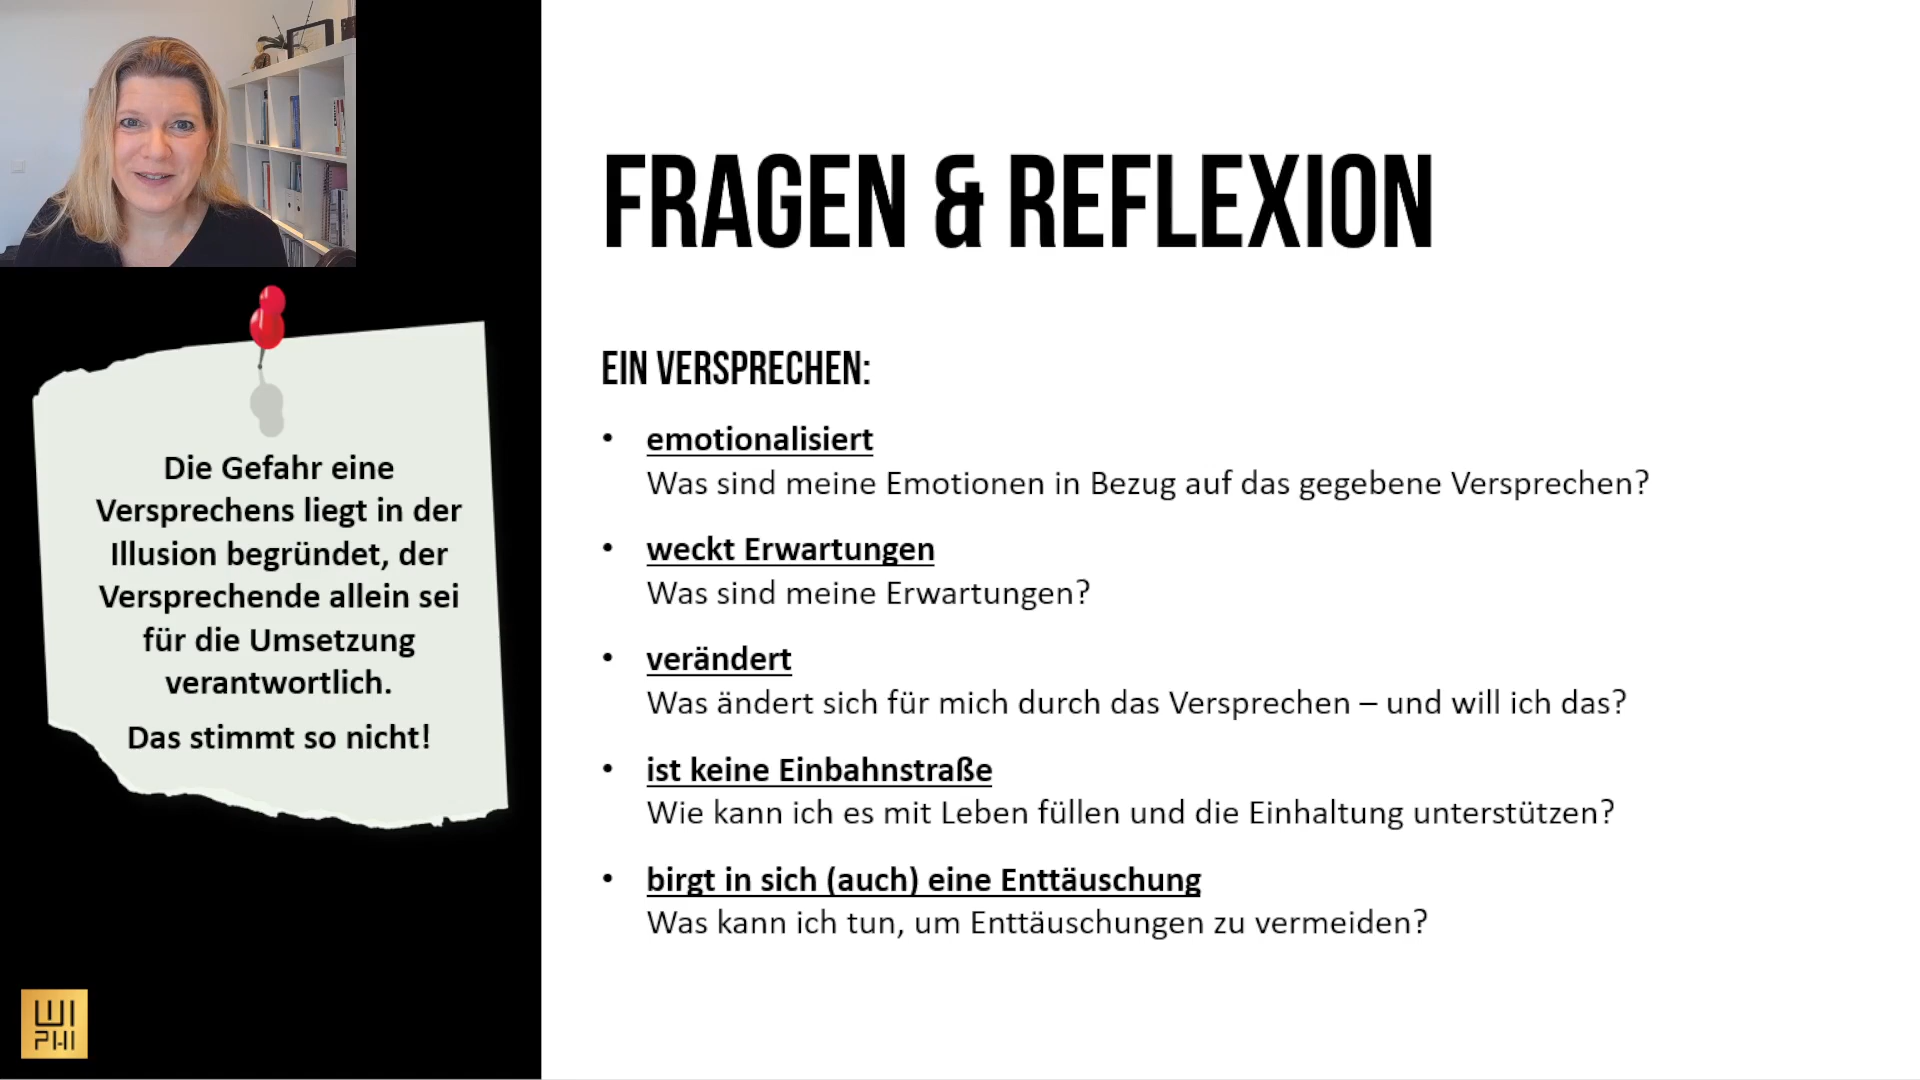 FRAGEN & REFLEXION
EIN VERSPRECHEN:
• emotionalisiert
Was sind meine Emotionen in Bezug auf das gegebene Versprechen?
• weckt Erwartungen
Was sind meine Erwartungen?
• verändert
Was ändert sich für mich durch das Versprechen – und will ich das?
• ist keine Einbahnstraße
Wie kann ich es mit Leben füllen und die Einhaltung unterstützen?
• birgt in sich (auch) eine Enttäuschung
Was kann ich tun, um Enttäuschungen zu vermeiden?
Die Gefahr eine
Versprechens liegt in der
Illusion begründet, der
Versprechende allein sei
für die Umsetzung
verantwortlich.
Das stimmt so nicht!
WI
PHI